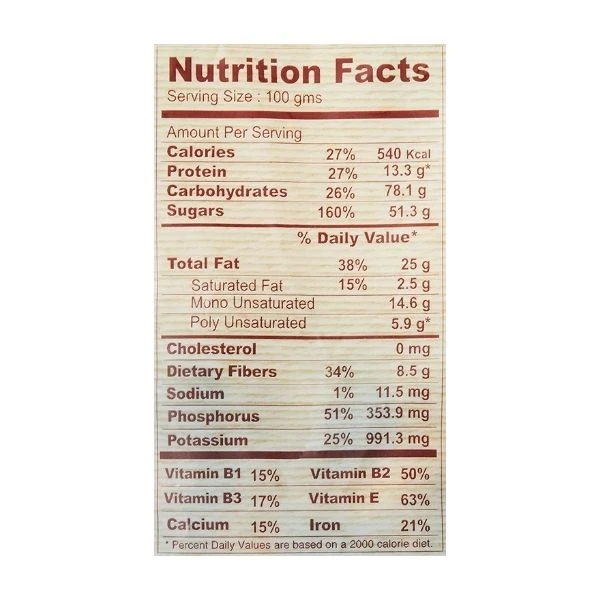 Nutrition Facts
Serving Size : 100 gms
Amount Per Serving
Calories 27% 540 Kcal
Protein 27% 13.3 g*
Carbohydrates 26% 78.1 g
Sugars 160% 51.3 g
% Daily Value*
Total Fat 38% 25 g
Saturated Fat 15% 2.5 g
Mono Unsaturated 14.6 g
Poly Unsaturated 5.9 g*
Cholesterol 0 mg
Dietary Fibers 34% 8.5 g
Sodium 1% 11.5 mg
Phosphorus 51% 353.9 mg
Potassium 25% 991.3 mg
Vitamin B1 15% Vitamin B2 50%
Vitamin B3 17% Vitamin E 63%
Calcium 15% Iron 21%
* Percent Daily Values are based on a 2000 calorie diet.